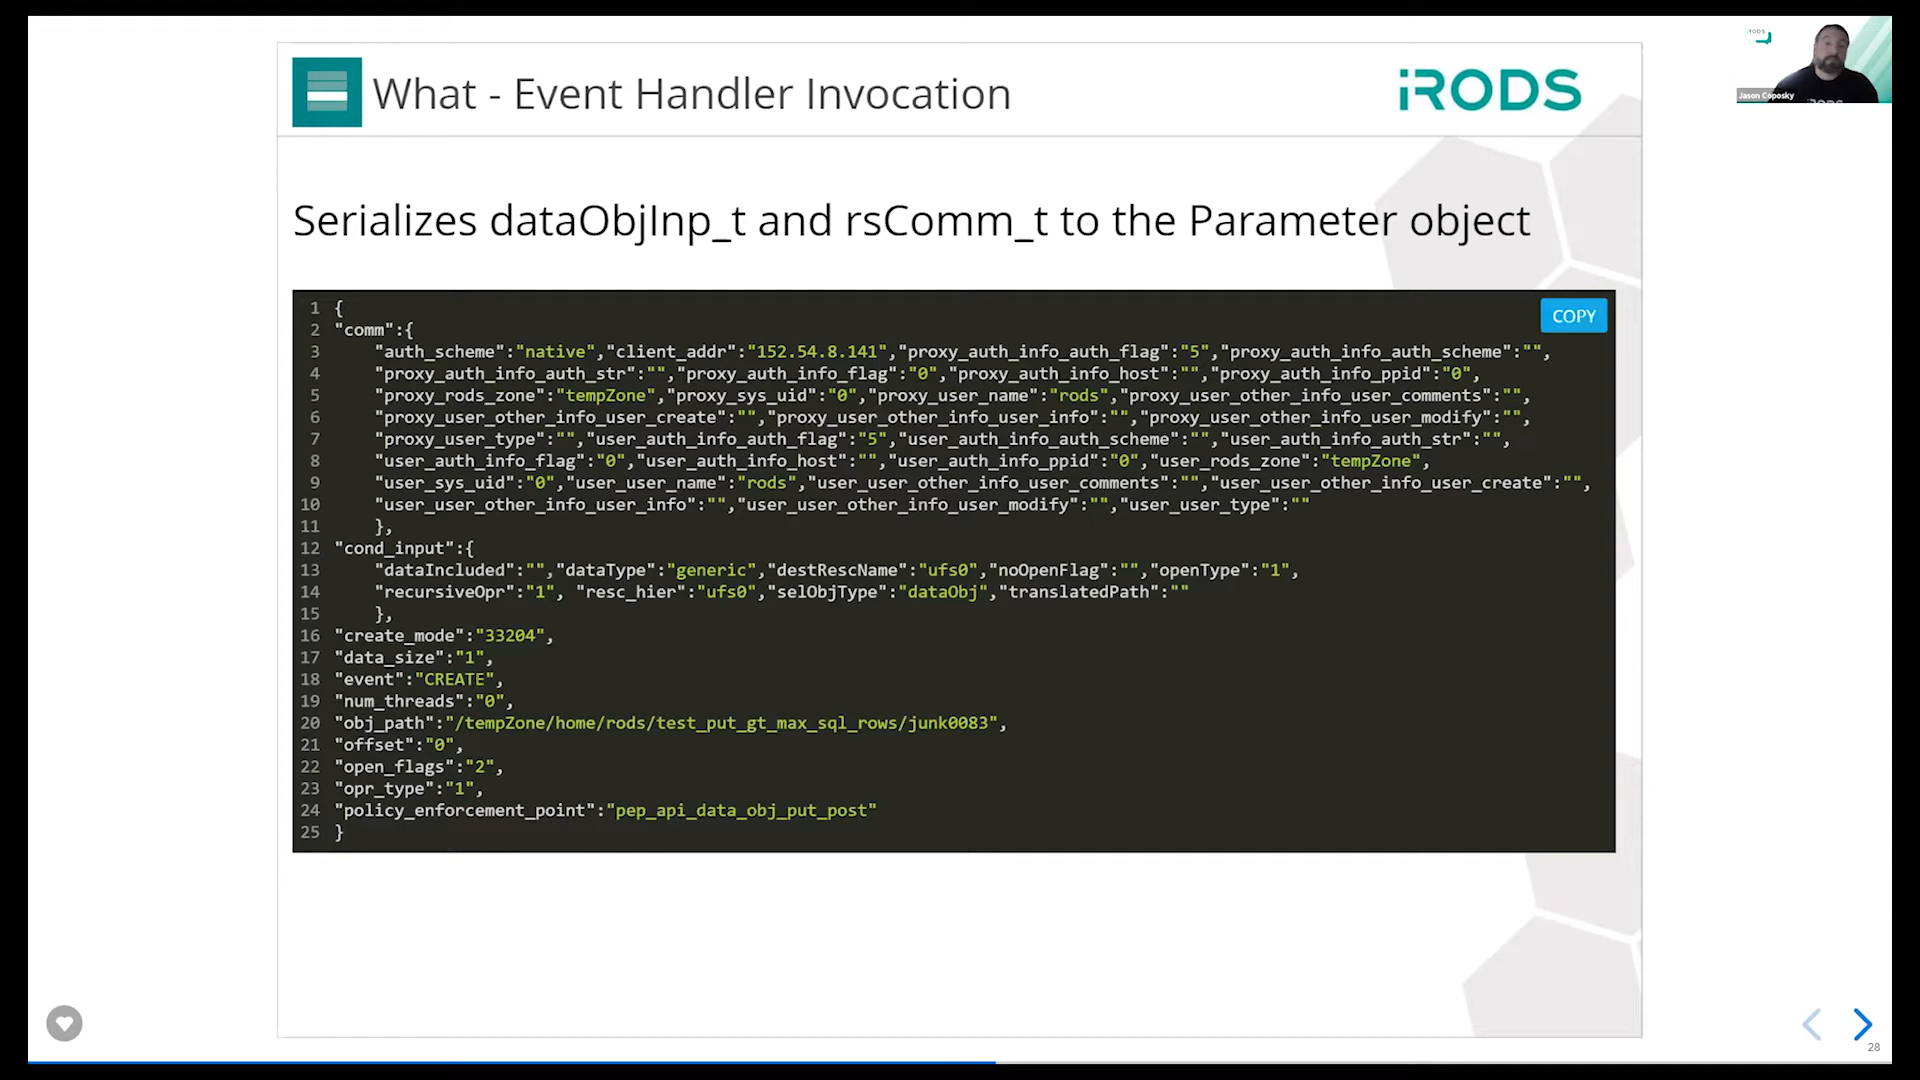 What - Event Handler Invocation
iRODS
iRODS
Jason Coposky
iRODS
Serializes dataObjInp_t and rsComm_t to the Parameter object
COPY
1 {
2 "comm":{
3 "auth_scheme":"native","client_addr":"152.54.8.141","proxy_auth_info_auth_flag":"5","proxy_auth_info_auth_scheme":"",
4 "proxy_auth_info_auth_str":"","proxy_auth_info_flag":"0","proxy_auth_info_host":"","proxy_auth_info_ppid":"0",
5 "proxy_rods_zone":"tempZone","proxy_sys_uid":"0","proxy_user_name":"rods","proxy_user_other_info_user_comments":"",
6 "proxy_user_other_info_user_create":"","proxy_user_other_info_user_info":"","proxy_user_other_info_user_modify":"",
7 "proxy_user_type":"","user_auth_info_auth_flag":"5","user_auth_info_auth_scheme":"","user_auth_info_auth_str":"",
8 "user_auth_info_flag":"0","user_auth_info_host":"","user_auth_info_ppid":"0","user_rods_zone":"tempZone",
9 "user_sys_uid":"0","user_user_name":"rods","user_user_other_info_user_comments":"","user_user_other_info_user_create":"",
10 "user_user_other_info_user_info":"","user_user_other_info_user_modify":"","user_user_type":""
11 },
12 "cond_input":{
13 "dataIncluded":"","dataType":"generic","destRescName":"ufs0","noOpenFlag":"","openType":"1",
14 "recursiveOpr":"1", "resc_hier":"ufs0","selObjType":"dataObj","translatedPath":""
15 },
16 "create_mode":"33204",
17 "data_size":"1",
18 "event":"CREATE",
19 "num_threads":"0",
20 "obj_path":"/tempZone/home/rods/test_put_gt_max_sql_rows/junk0083",
21 "offset":"0",
22 "open_flags":"2",
23 "opr_type":"1",
24 "policy_enforcement_point":"pep_api_data_obj_put_post"
25 }
28